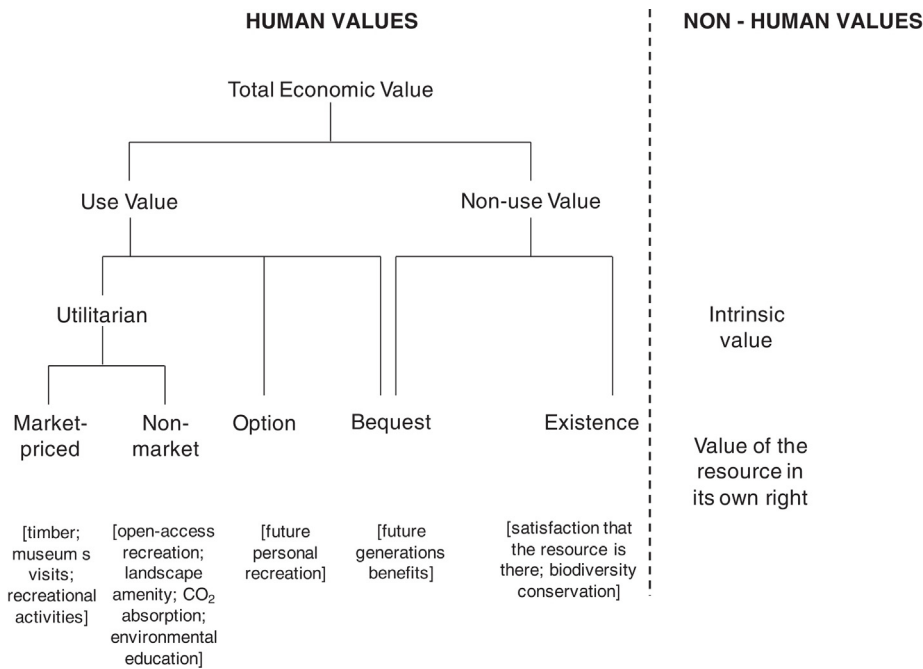 HUMAN VALUES
NON - HUMAN VALUES
Total Economic Value
Use Value
Non-use Value
Utilitarian
Intrinsic
value
Market-
priced
Non-
market
Option
Bequest
Existence
Value of the
resource in
its own right
[timber;
museum s
visits;
recreational
activities]
[open-access
recreation;
landscape
amenity; CO₂
absorption;
environmental
education]
[future
personal
recreation]
[future
generations
benefits]
[satisfaction that
the resource is
there; biodiversity
conservation]